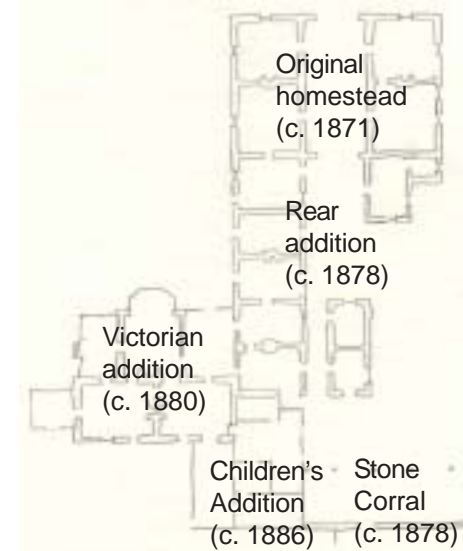 Original
homestead
(c. 1871)
Rear
addition
(c. 1878)
Victorian
addition
(c. 1880)
Children's
Addition
(c. 1886)
Stone
Corral
(c. 1878)